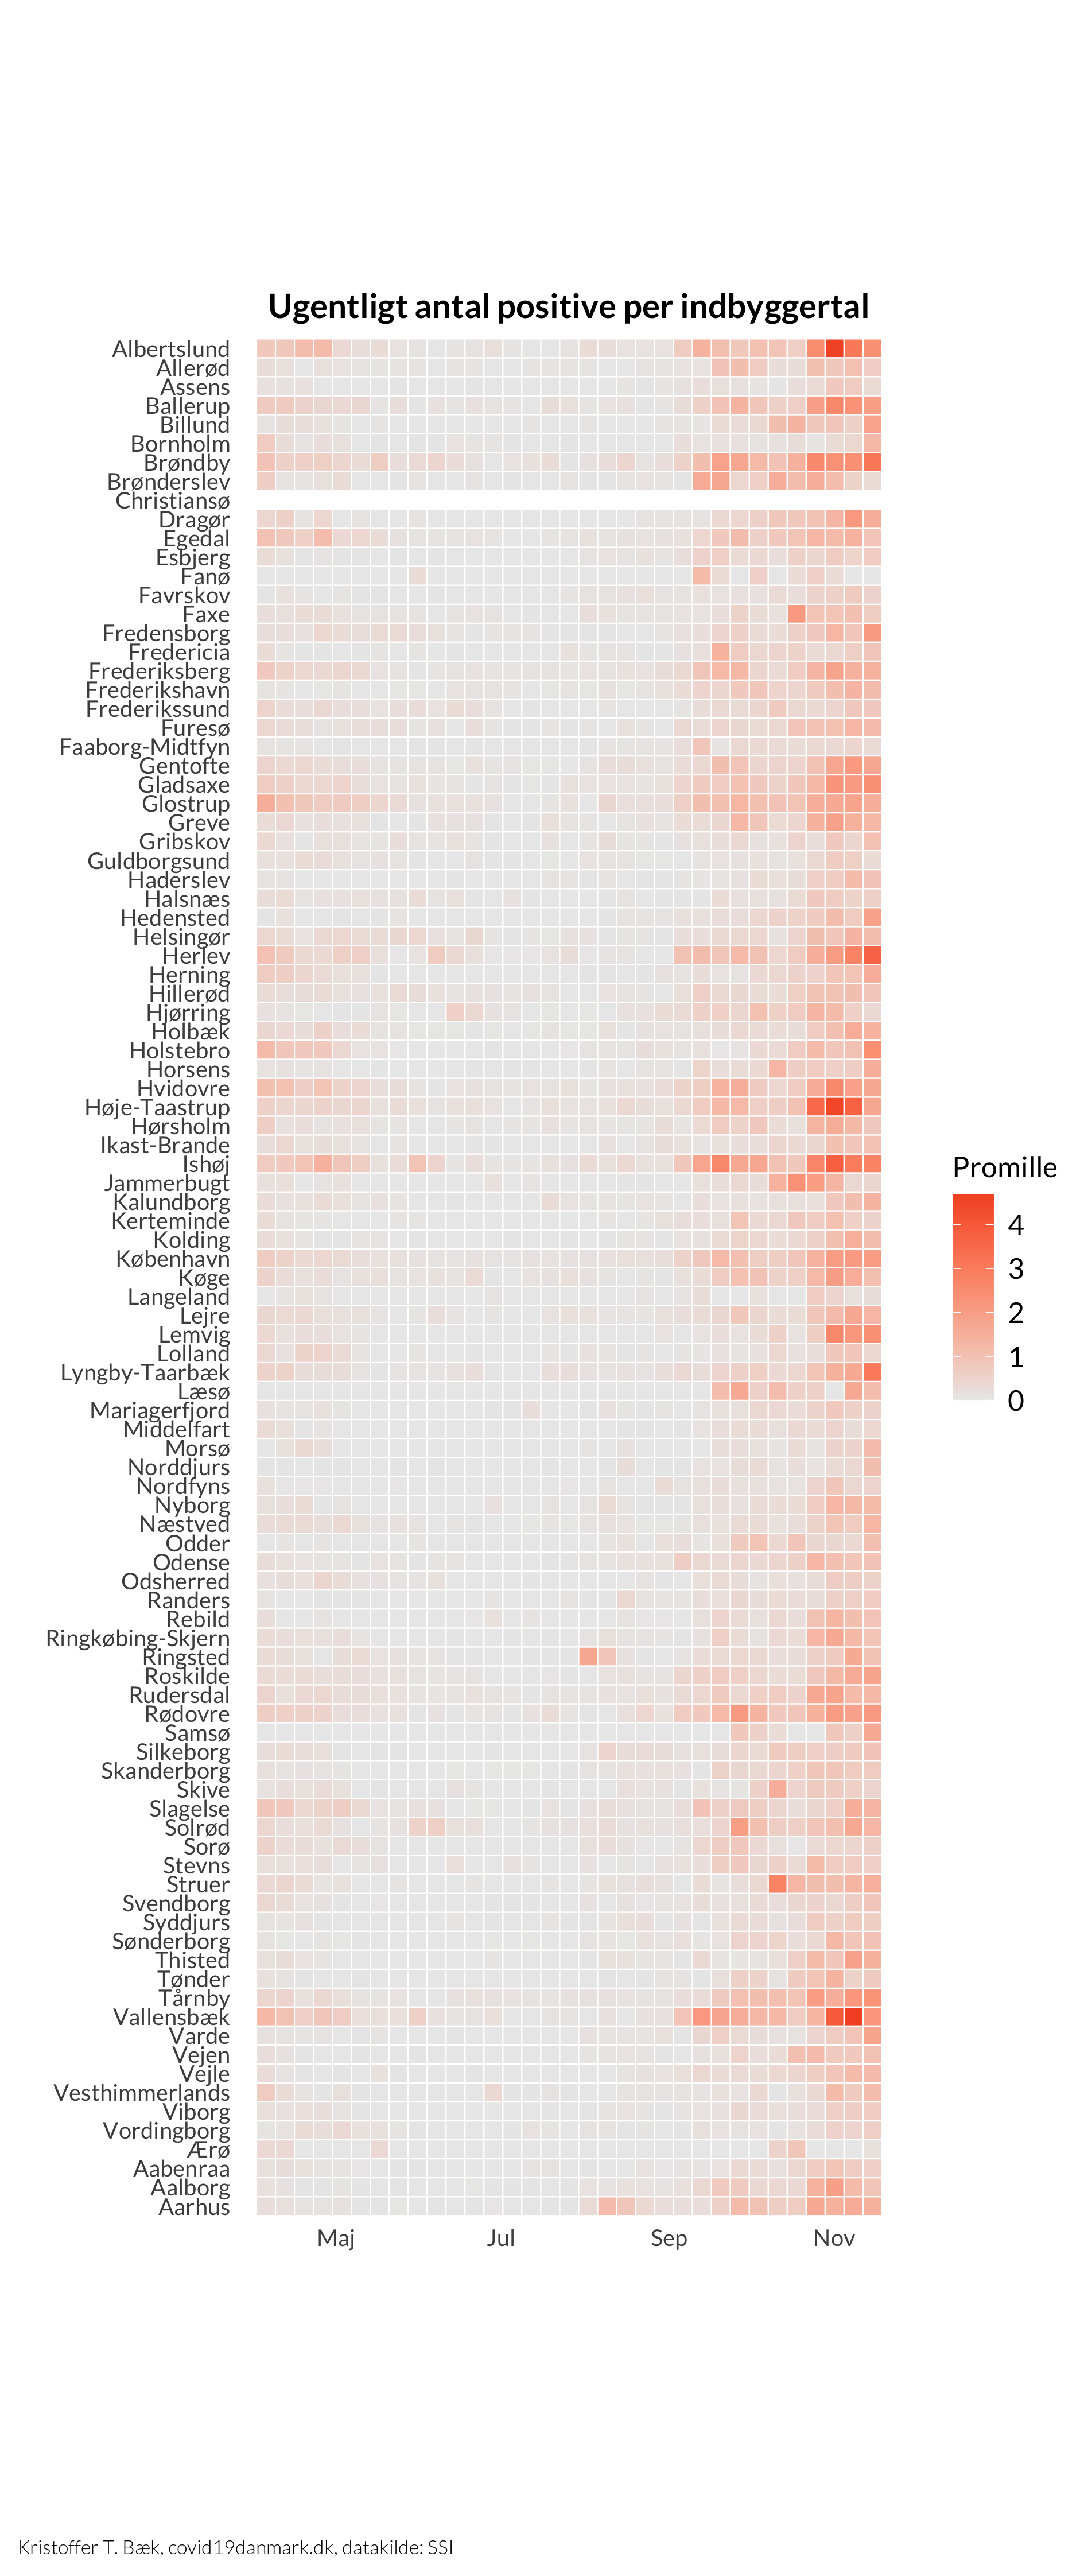 Ugentligt antal positive per indbyggertal
Albertslund
Allerød
Assens
Ballerup
Billund
Bornholm
Brøndby
Brønderslev
Christiansø
Dragør
Egedal
Esbjerg
Fanø
Favrskov
Faxe
Fredensborg
Fredericia
Frederiksberg
Frederikshavn
Frederikssund
Furesø
Faaborg-Midtfyn
Gentofte
Gladsaxe
Glostrup
Greve
Gribskov
Guldborgsund
Haderslev
Halsnæs
Hedensted
Helsingør
Herlev
Herning
Hillerød
Hjørring
Holbæk
Holstebro
Horsens
Hvidovre
Høje-Taastrup
Hørsholm
Ikast-Brande
Ishøj
Jammerbugt
Kalundborg
Kerteminde
Kolding
København
Køge
Langeland
Lejre
Lemvig
Lolland
Lyngby-Taarbæk
Læsø
Mariagerfjord
Middelfart
Morsø
Norddjurs
Nordfyns
Nyborg
Næstved
Odder
Odense
Odsherred
Randers
Rebild
Ringkøbing-Skjern
Ringsted
Roskilde
Rudersdal
Rødovre
Samsø
Silkeborg
Skanderborg
Skive
Slagelse
Solrød
Sorø
Stevns
Struer
Svendborg
Syddjurs
Sønderborg
Thisted
Tønder
Tårnby
Vallensbæk
Varde
Vejen
Vejle
Vesthimmerlands
Viborg
Vordingborg
Ærø
Aabenraa
Aalborg
Aarhus
Maj Jul Sep Nov
Promille
4
3
2
1
0
Kristoffer T. Bæk, covid19danmark.dk, datakilde: SSI